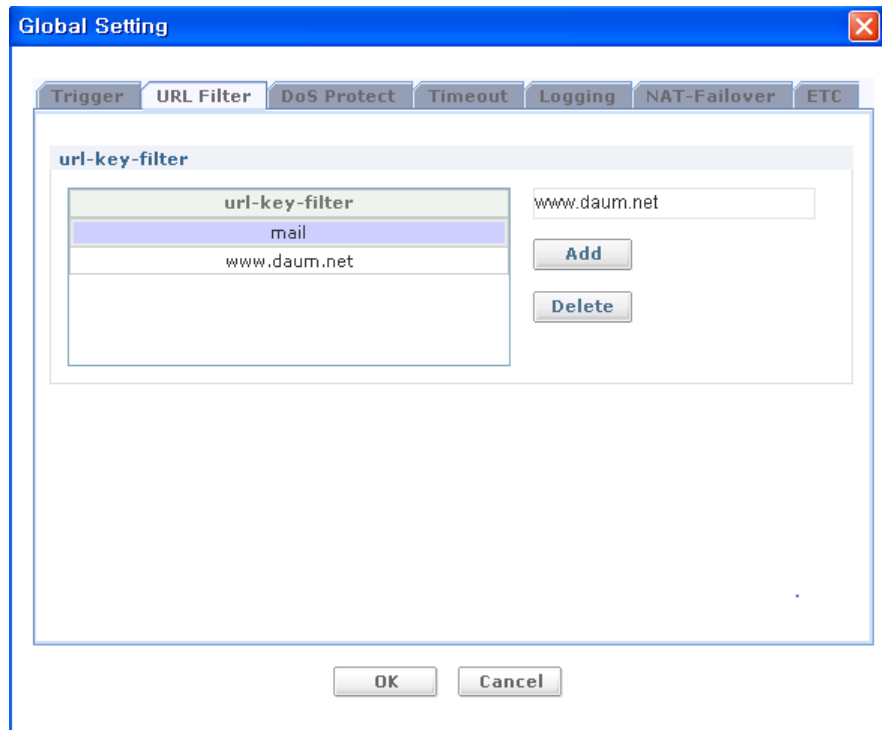 Global Setting
Trigger URL Filter DoS Protect Timeout Logging NAT-Failover ETC
url-key-filter
url-key-filter
www.daum.net
mail
www.daum.net
Add
Delete
OK Cancel